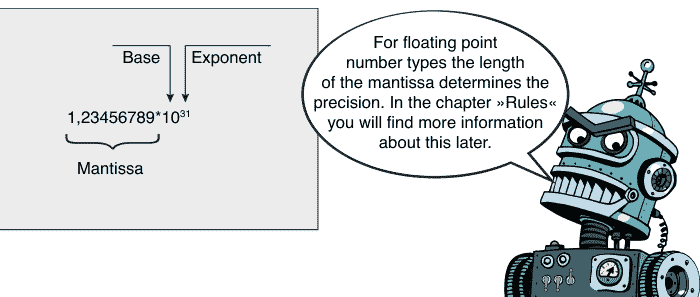 Base Exponent
1,23456789*10³¹
Mantissa
For floating point
number types the length
of the mantissa determines the
precision. In the chapter »Rules«
you will find more information
about this later.